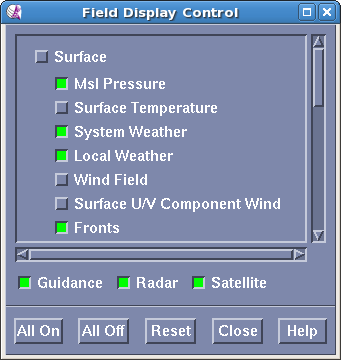 Field Display Control
Surface
Msl Pressure
Surface Temperature
System Weather
Local Weather
Wind Field
Surface U/V Component Wind
Fronts
Guidance Radar Satellite
All On All Off Reset Close Help